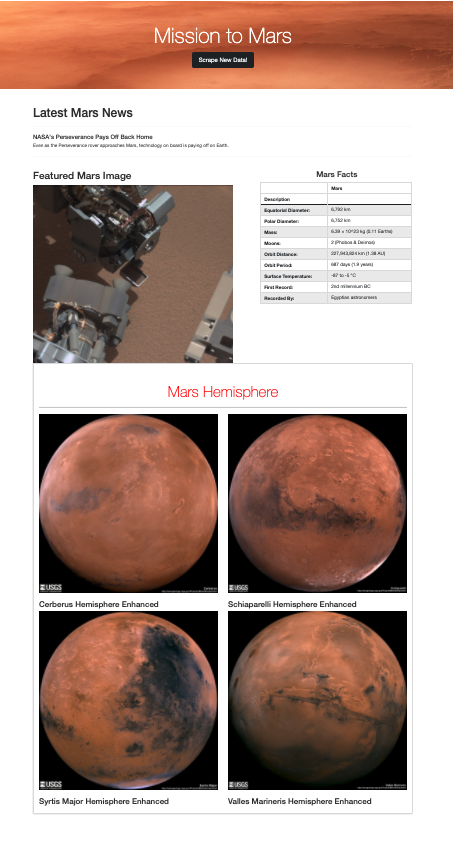 Mission to Mars
Scrape New Data!
Latest Mars News
NASA's Perseverance Pays Off Back Home
Even as the Perseverance rover approaches Mars, technology on board is paying off on Earth.
Featured Mars Image
Mars Facts
Mars
Description:
Equatorial Diameter: 6,792 km
Polar Diameter: 6,752 km
Mass: 6.39 × 10^23 kg (0.11 Earths)
Moons: 2 (Phobos & Deimos)
Orbit Distance: 227,943,824 km (1.38 AU)
Orbit Period: 687 days (1.9 years)
Surface Temperature: -87 to -5 °C
First Record: 2nd millennium BC
Recorded By: Egyptian astronomers
Mars Hemisphere
USGS
USGS
Cerberus Hemisphere Enhanced
Schiaparelli Hemisphere Enhanced
USGS
USGS
Syrtis Major Hemisphere Enhanced
Valles Marineris Hemisphere Enhanced